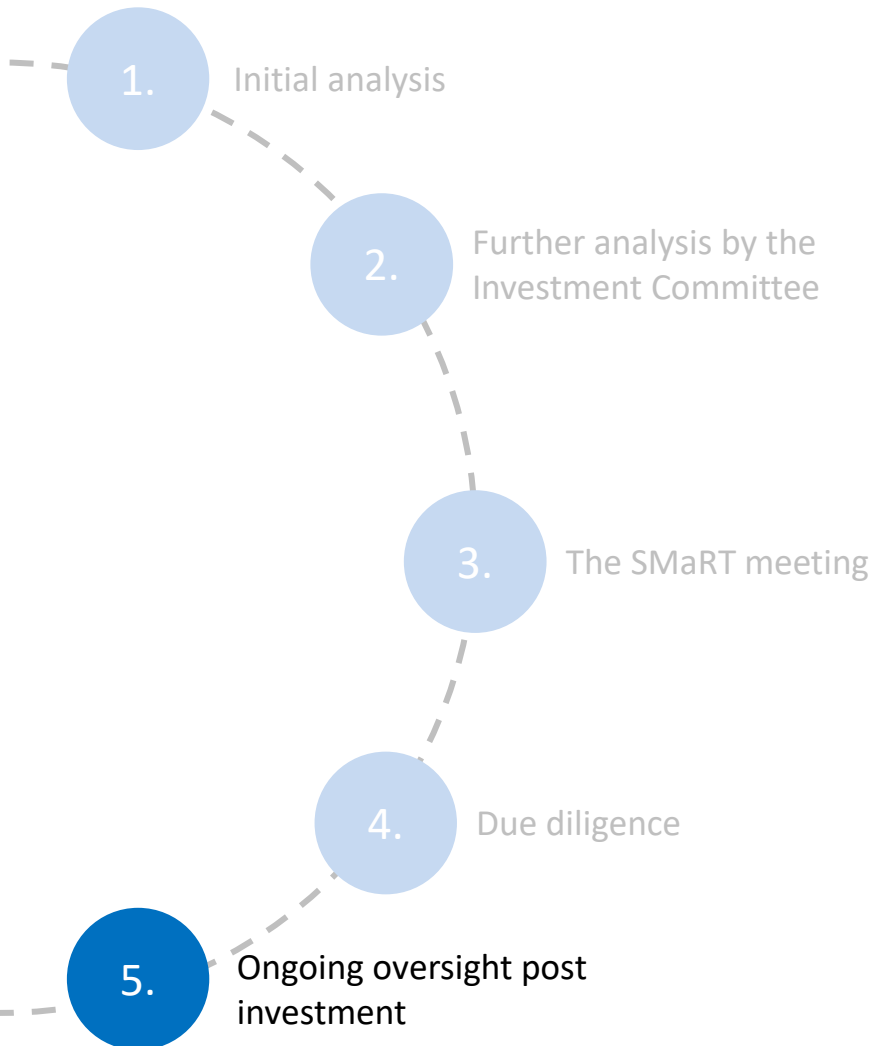 1.
Initial analysis
2.
Further analysis by the
Investment Committee
3.
The SMaRT meeting
4.
Due diligence
5.
Ongoing oversight post
investment